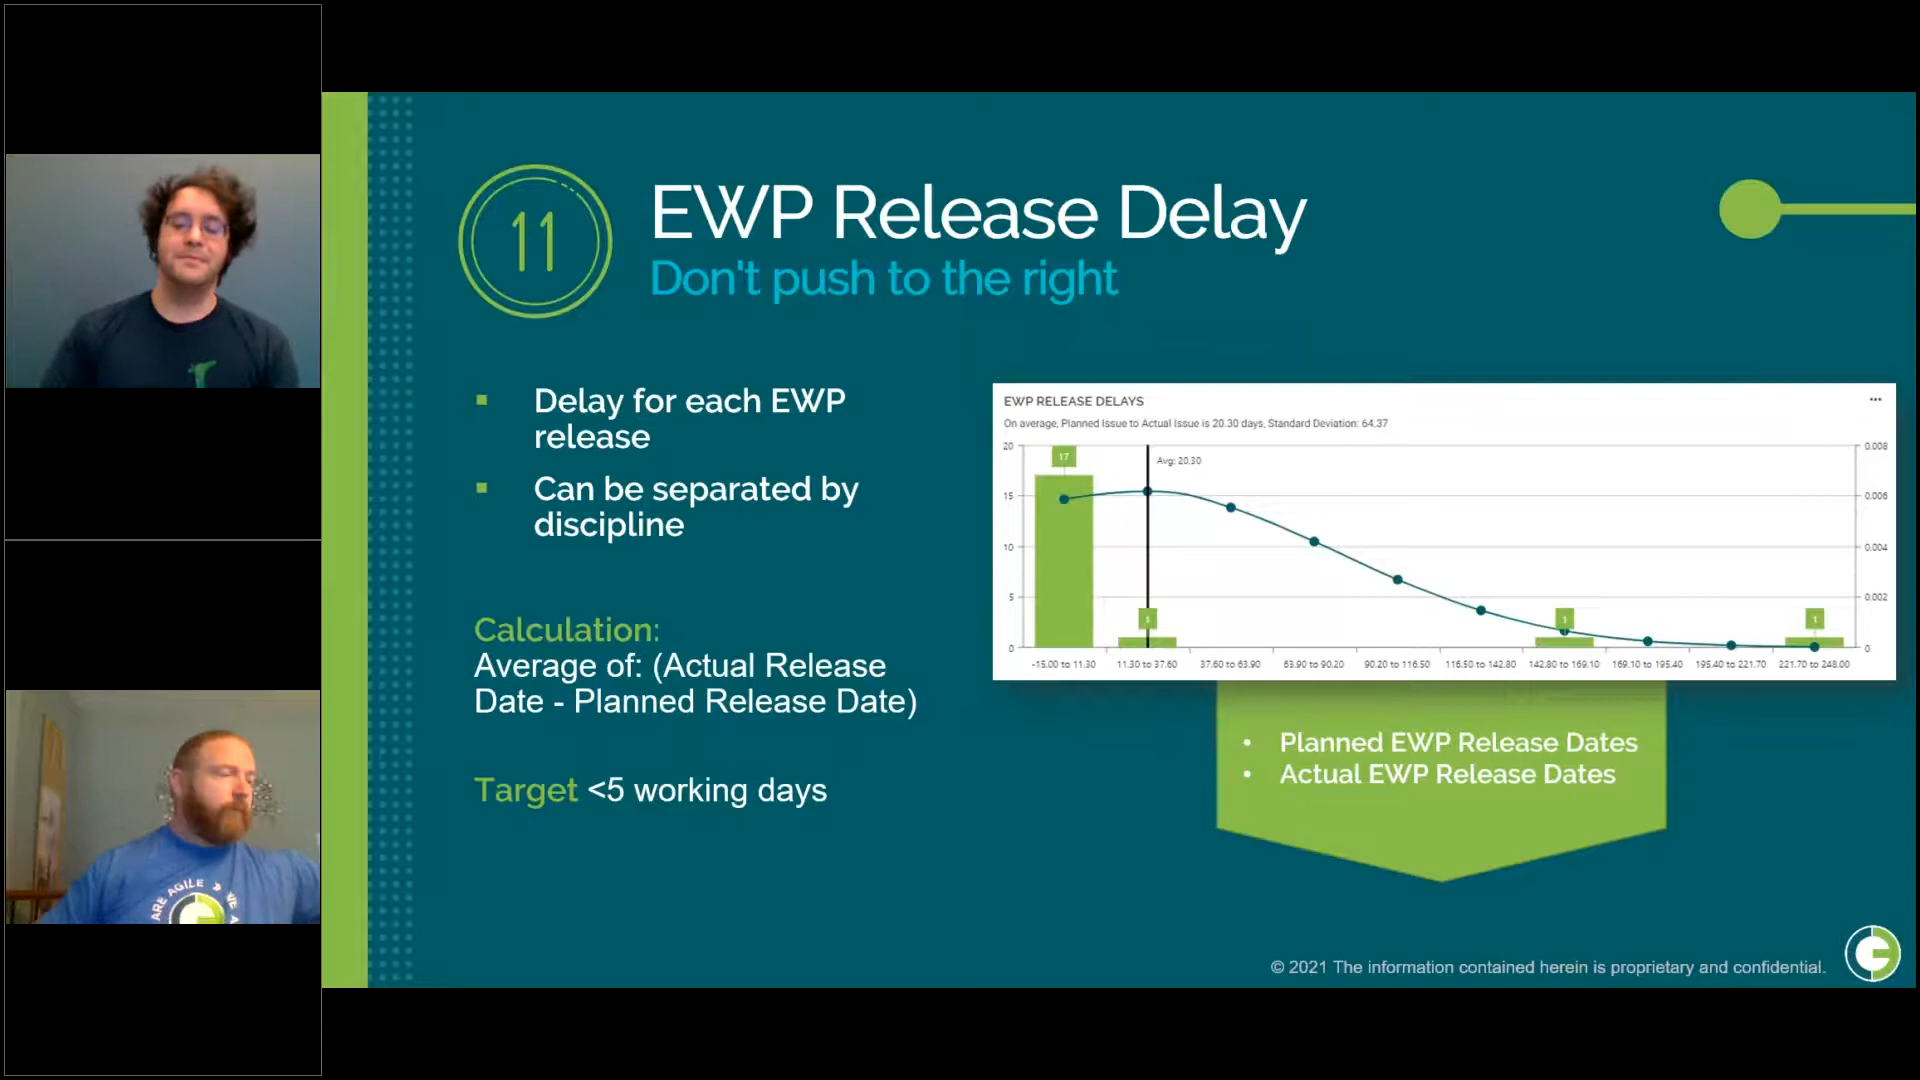 11
EWP Release Delay
Don't push to the right
▪ Delay for each EWP
release
▪ Can be separated by
discipline
Calculation:
Average of: (Actual Release
Date - Planned Release Date)
Target <5 working days
EWP RELEASE DELAYS
On average, Planned Issue to Actual Issue is 20.30 days, Standard Deviation: 64.37
20
15
10
5
0
17
Avg: 20.30
1
1
1
0.008
0.006
0.004
0.002
0
-15.00 to 11.30 11.30 to 37.60 37.60 to 63.90 63.90 to 90.20 90.20 to 116.50 116.50 to 142.80 142.80 to 169.10 169.10 to 195.40 195.40 to 221.70 221.70 to 248.00
• Planned EWP Release Dates
• Actual EWP Release Dates
© 2021 The information contained herein is proprietary and confidential.
ARE AGILE
WE A